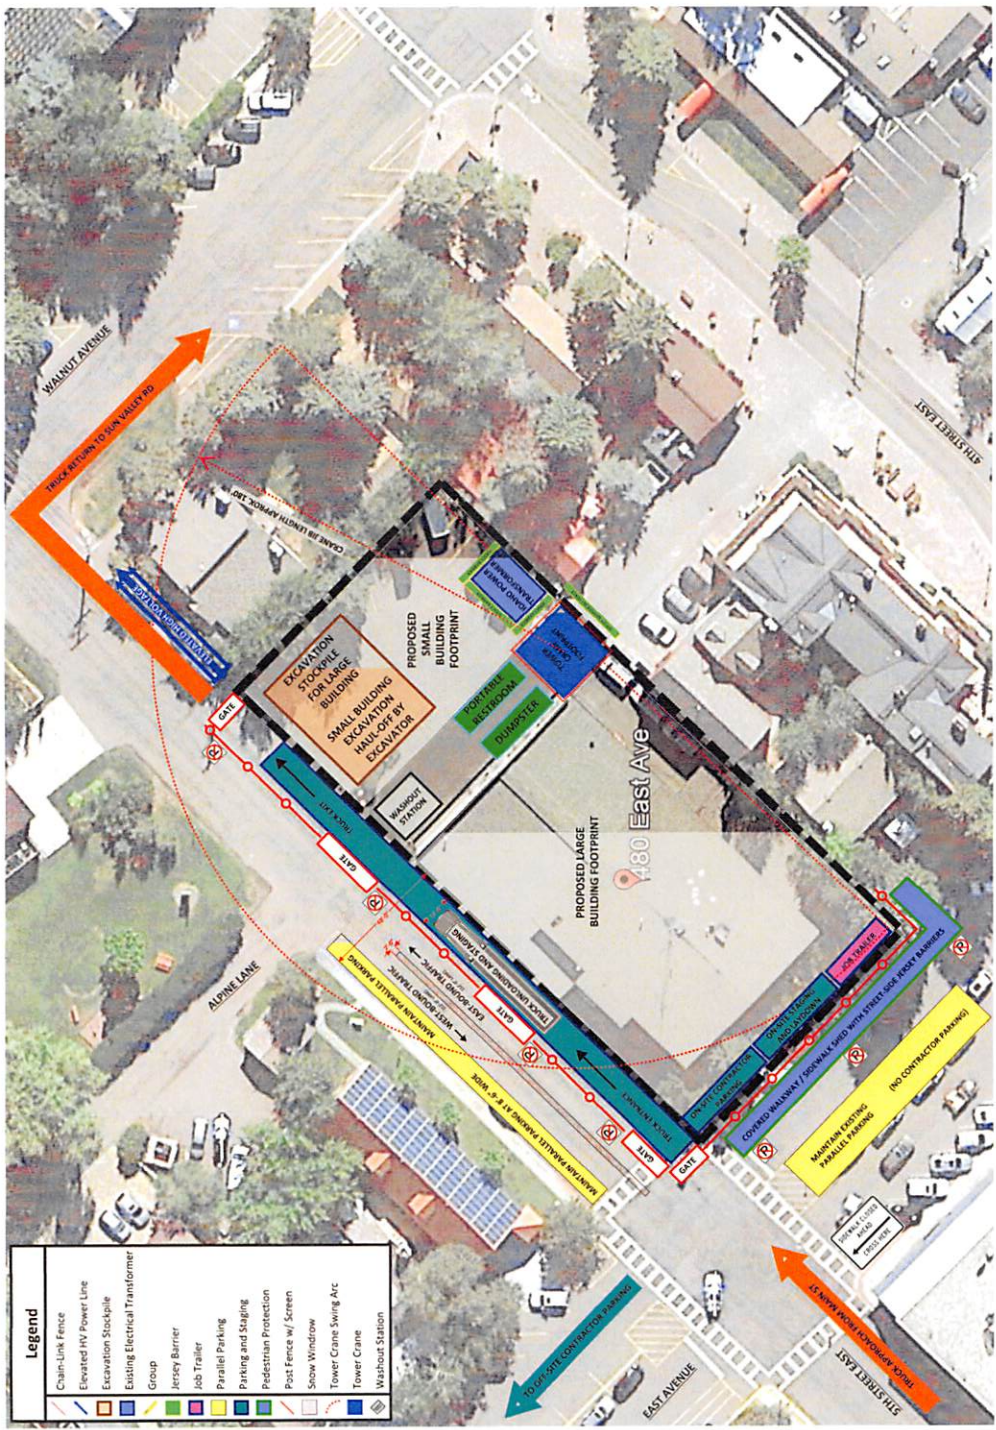 WALNUT AVENUE
TRUCK RETURN TO SUN VALLEY RD
ELEVATED HIGH VOLTAGE
CRANE JIB LENGTH APPROX. 180'
4TH STREET EAST
GATE
EXCAVATION
STOCKPILE
FOR LARGE
BUILDING
SMALL BUILDING
EXCAVATION
HAUL-OFF BY
EXCAVATOR
PROPOSED
SMALL
BUILDING
FOOTPRINT
IDAHO POWER
TRANSFORMER
TOWER
CRANE
FOOTPRINT
PORTABLE
RESTROOM
DUMPSTER
WASHOUT
STATION
TRUCK EXIT
GATE
R
R
PROPOSED LARGE
BUILDING FOOTPRINT
480 East Ave
ALPINE LANE
MAINTAIN PARALLEL PARKING
WEST-BOUND TRAFFIC
EAST-BOUND TRAFFIC
TRUCK UNLOADING AND STAGING
GATE
R
MAINTAIN PARALLEL PARKING AT 8'-6" WIDE
TRUCK ENTRANCE
R
GATE
GATE
ON-SITE CONTRACTOR
PARKING
ON-SITE STAGING
AND LAYDOWN
JOB TRAILER
COVERED WALKWAY / SIDEWALK SHED WITH STREET-SIDE JERSEY BARRIERS
R
R
R
MAINTAIN EXISTING
PARALLEL PARKING
(NO CONTRACTOR PARKING)
SIDEWALK CLOSED
AHEAD
CROSS HERE
TRUCK APPROACH FROM MAIN ST
5TH STREET EAST
EAST AVENUE
TO OFF-SITE CONTRACTOR PARKING
Legend
Chain-Link Fence
Elevated HV Power Line
Excavation Stockpile
Existing Electrical Transformer
Group
Jersey Barrier
Job Trailer
Parallel Parking
Parking and Staging
Pedestrian Protection
Post Fence w/ Screen
Snow Windrow
Tower Crane Swing Arc
Tower Crane
Washout Station